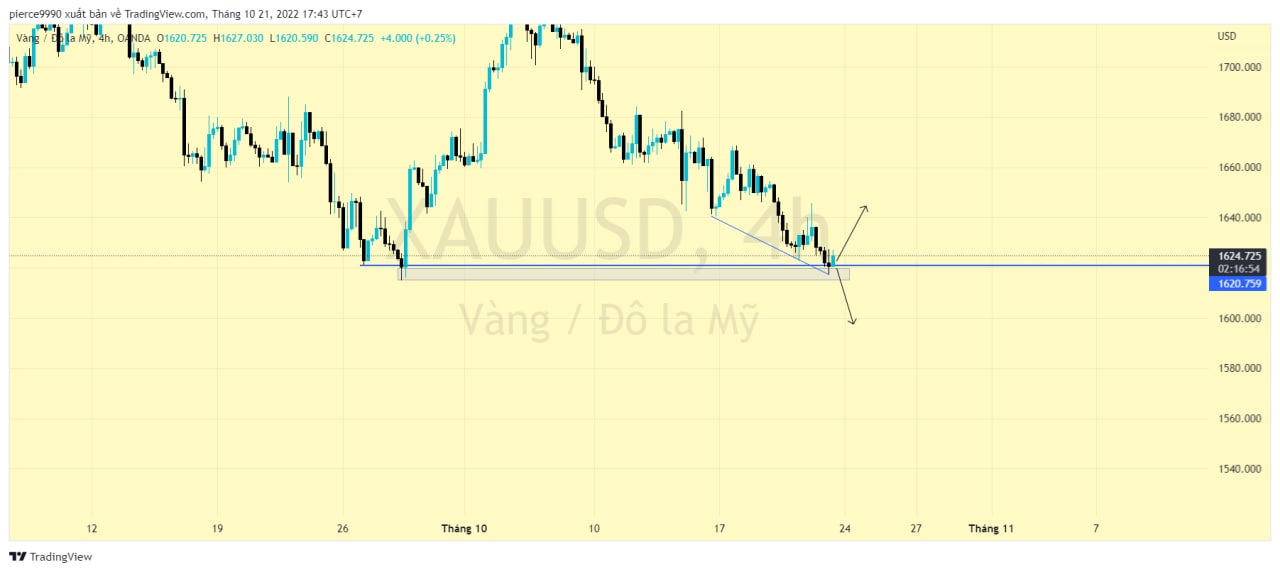 pierce9990 xuất bản về TradingView.com, Tháng 10 21, 2022 17:43 UTC+7
Vàng / Đô la Mỹ, 4h, OANDA O1620.725 H1627.030 L1620.590 C1624.725 +4.000 (+0.25%)
USD
1700.000
1680.000
1660.000
1640.000
XAUUSD, 4h
1624.725
02:16:54
1620.759
Vàng / Đô la Mỹ
1600.000
1580.000
1560.000
1540.000
12 19 26 Tháng 10 10 17 24 27 Tháng 11 7
TradingView